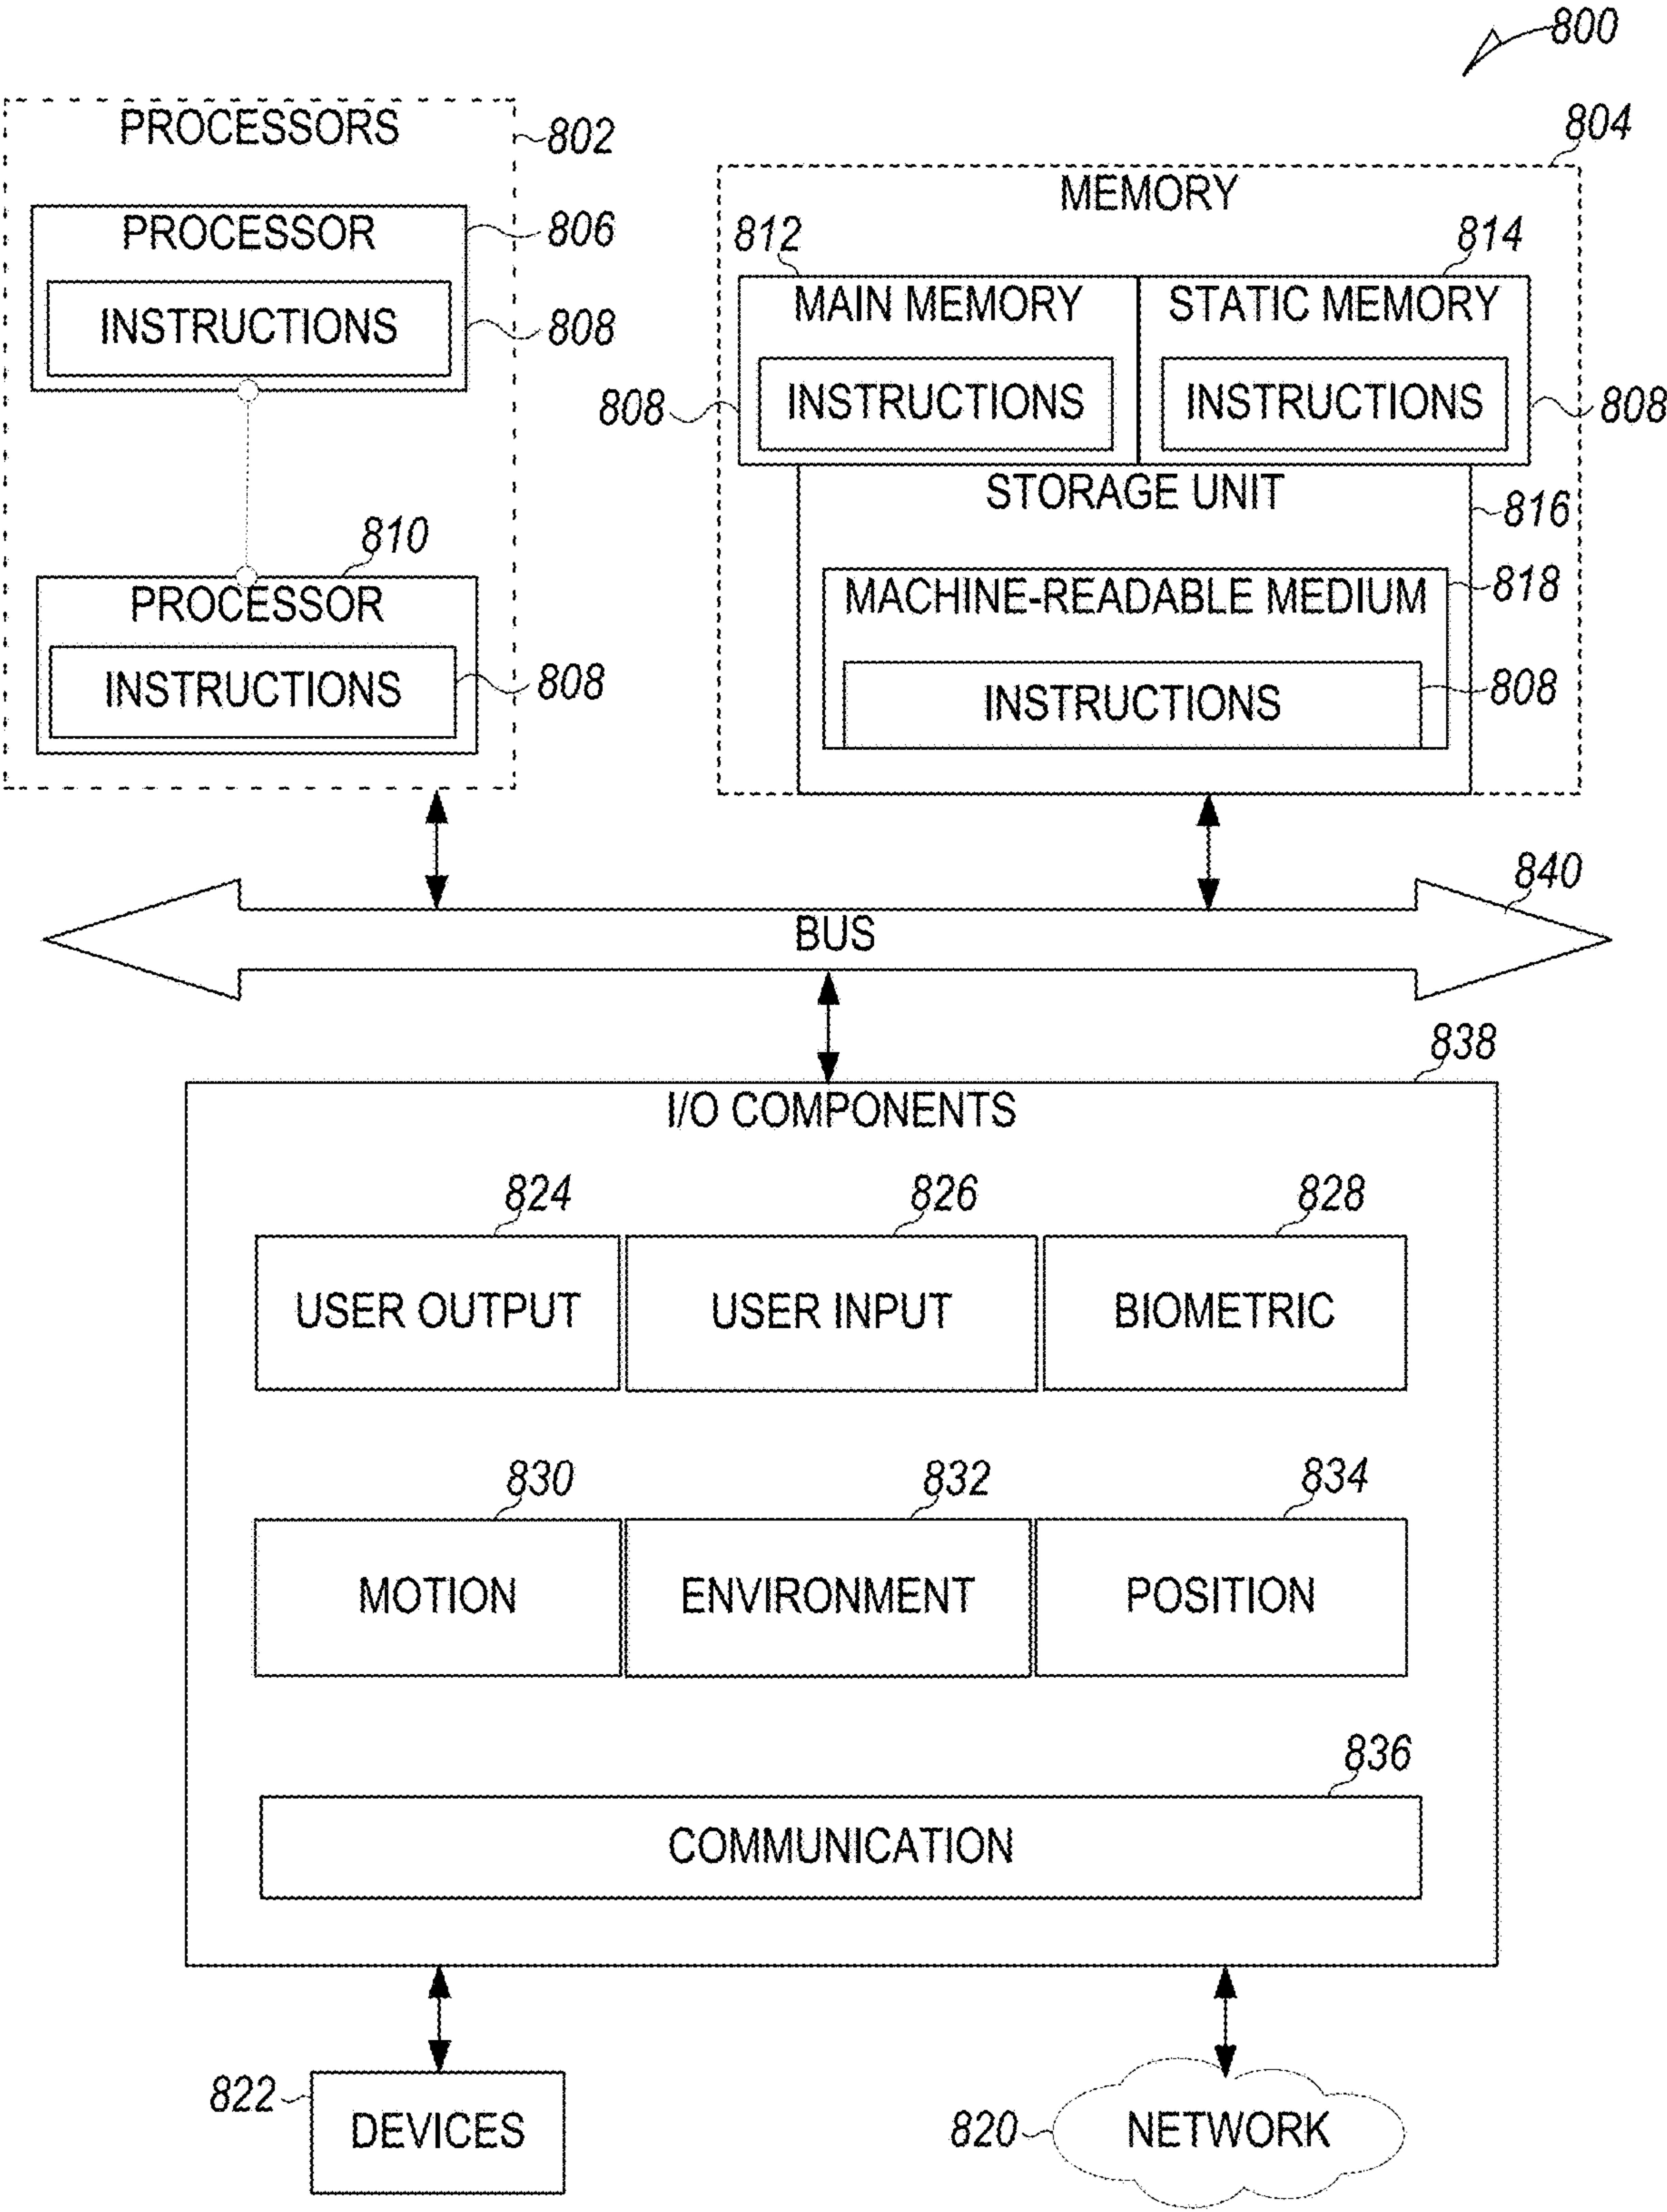 800
PROCESSORS
802
PROCESSOR
806
INSTRUCTIONS
808
810
PROCESSOR
INSTRUCTIONS
808
804
MEMORY
812
814
MAIN MEMORY
STATIC MEMORY
808
INSTRUCTIONS
INSTRUCTIONS
808
STORAGE UNIT
816
MACHINE-READABLE MEDIUM
818
INSTRUCTIONS
808
840
BUS
838
I/O COMPONENTS
824
826
828
USER OUTPUT
USER INPUT
BIOMETRIC
830
832
834
MOTION
ENVIRONMENT
POSITION
836
COMMUNICATION
822
DEVICES
820
NETWORK